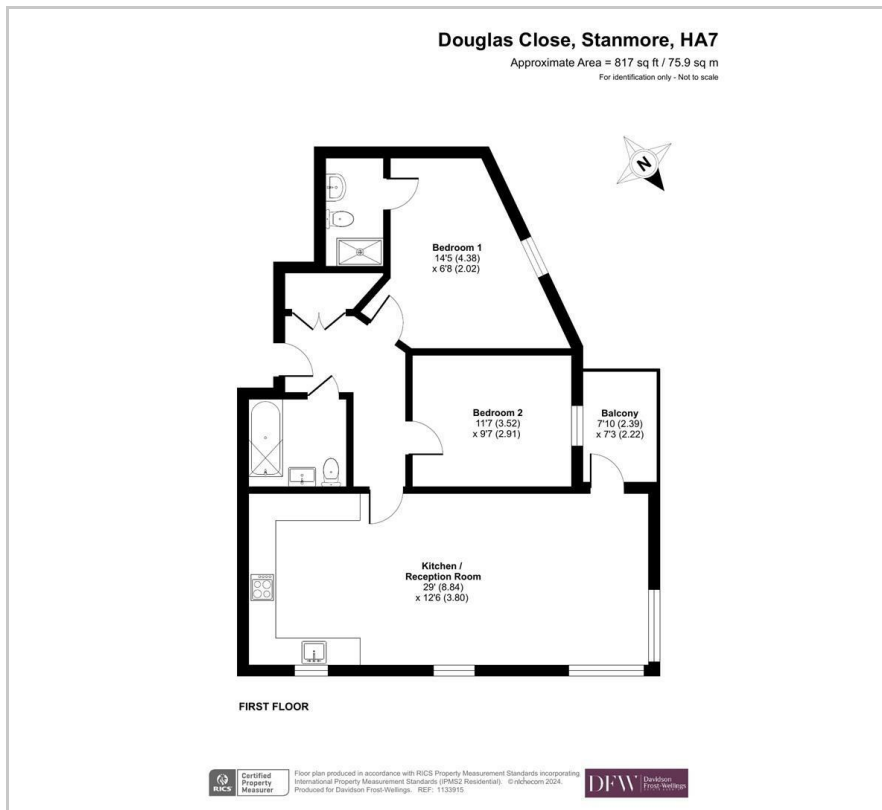 Douglas Close, Stanmore, HA7
Approximate Area = 817 sq ft / 75.9 sq m
For identification only - Not to scale
N
Bedroom 1
14'5 (4.38)
x 6'8 (2.02)
Bedroom 2
11'7 (3.52)
x 9'7 (2.91)
Balcony
7'10 (2.39)
x 7'3 (2.22)
Kitchen /
Reception Room
29' (8.84)
x 12'6 (3.80)
FIRST FLOOR
RICS
Certified
Property
Measurer
Floor plan produced in accordance with RICS Property Measurement Standards incorporating
International Property Measurement Standards (IPMS2 Residential). © nichecom 2024.
Produced for Davidson Frost-Wellings. REF: 1133915
DFW
Davidson
Frost-Wellings